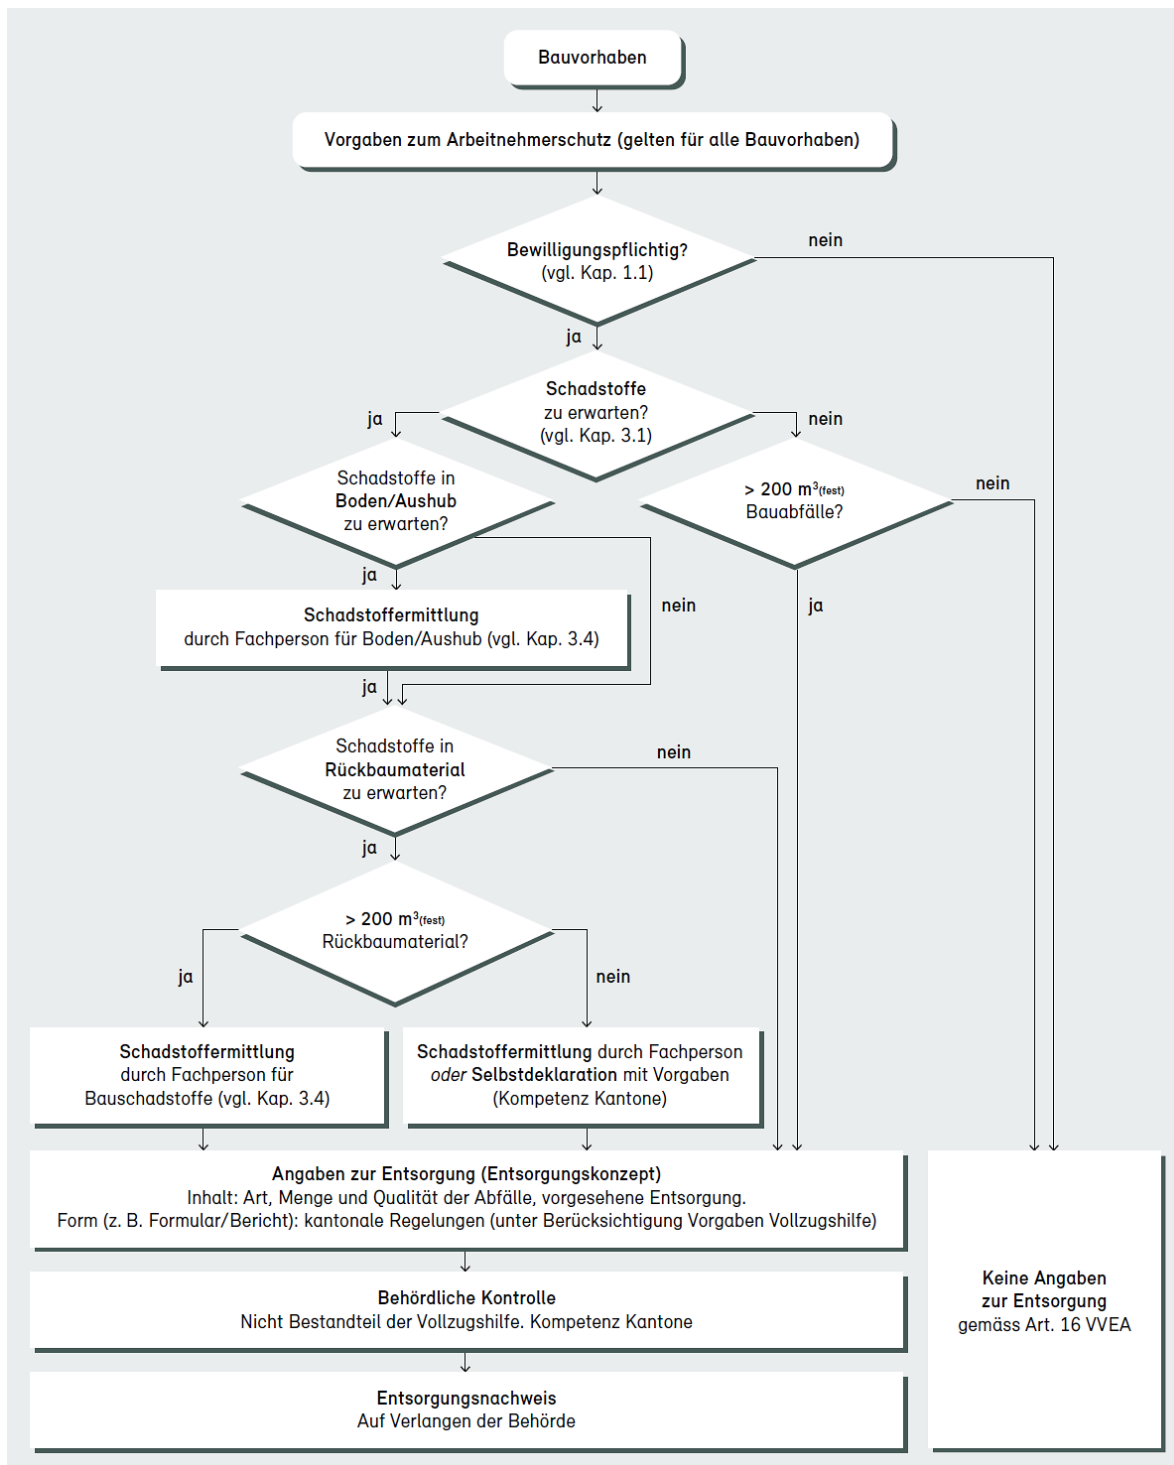 Bauvorhaben
Vorgaben zum Arbeitnehmerschutz (gelten für alle Bauvorhaben)
Bewilligungspflichtig?
(vgl. Kap. 1.1)
nein
ja
Schadstoffe
zu erwarten?
(vgl. Kap. 3.1)
ja
nein
Schadstoffe in
Boden/Aushub
zu erwarten?
> 200 m³(fest)
Bauabfälle?
nein
ja
nein
ja
Schadstoffermittlung
durch Fachperson für Boden/Aushub (vgl. Kap. 3.4)
ja
Schadstoffe in
Rückbaumaterial
zu erwarten?
nein
ja
> 200 m³(fest)
Rückbaumaterial?
ja
nein
Schadstoffermittlung
durch Fachperson für
Bauschadstoffe (vgl. Kap. 3.4)
Schadstoffermittlung durch Fachperson
oder Selbstdeklaration mit Vorgaben
(Kompetenz Kantone)
Angaben zur Entsorgung (Entsorgungskonzept)
Inhalt: Art, Menge und Qualität der Abfälle, vorgesehene Entsorgung.
Form (z. B. Formular/Bericht): kantonale Regelungen (unter Berücksichtigung Vorgaben Vollzugshilfe)
Behördliche Kontrolle
Nicht Bestandteil der Vollzugshilfe. Kompetenz Kantone
Entsorgungsnachweis
Auf Verlangen der Behörde
Keine Angaben
zur Entsorgung
gemäss Art. 16 VVEA